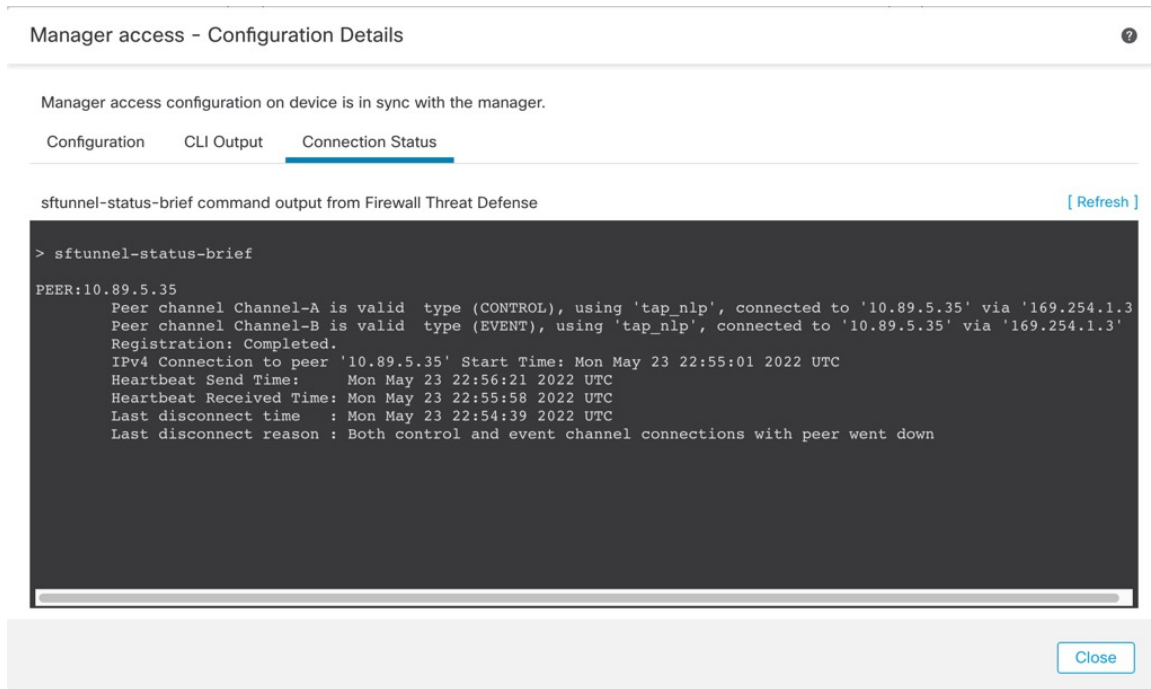 Manager access - Configuration Details
?
Manager access configuration on device is in sync with the manager.
Configuration CLI Output Connection Status
sftunnel-status-brief command output from Firewall Threat Defense [ Refresh ]
> sftunnel-status-brief
PEER:10.89.5.35
Peer channel Channel-A is valid type (CONTROL), using 'tap_nlp', connected to '10.89.5.35' via '169.254.1.3
Peer channel Channel-B is valid type (EVENT), using 'tap_nlp', connected to '10.89.5.35' via '169.254.1.3'
Registration: Completed.
IPv4 Connection to peer '10.89.5.35' Start Time: Mon May 23 22:55:01 2022 UTC
Heartbeat Send Time: Mon May 23 22:56:21 2022 UTC
Heartbeat Received Time: Mon May 23 22:55:58 2022 UTC
Last disconnect time : Mon May 23 22:54:39 2022 UTC
Last disconnect reason : Both control and event channel connections with peer went down
Close